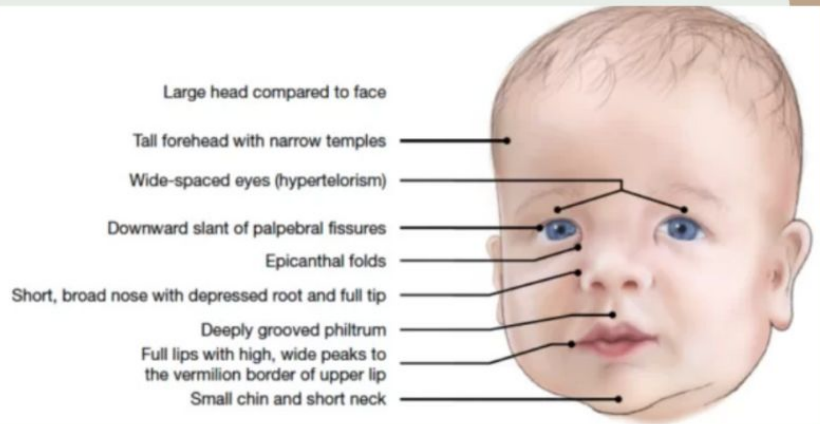 Large head compared to face
Tall forehead with narrow temples
Wide-spaced eyes (hypertelorism)
Downward slant of palpebral fissures
Epicanthal folds
Short, broad nose with depressed root and full tip
Deeply grooved philtrum
Full lips with high, wide peaks to
the vermilion border of upper lip
Small chin and short neck